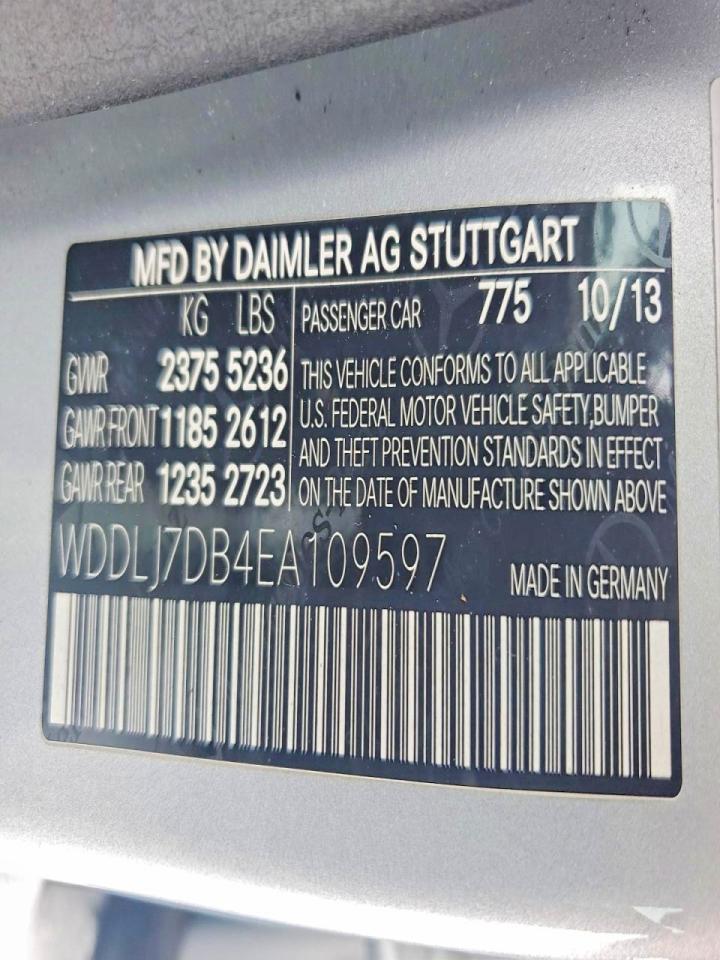 MFD BY DAIMLER AG STUTTGART
KG LBS
GVWR 2375 5236
GAWR FRONT 1185 2612
GAWR REAR 1235 2723
PASSENGER CAR 775 10/13
THIS VEHICLE CONFORMS TO ALL APPLICABLE
U.S. FEDERAL MOTOR VEHICLE SAFETY,BUMPER
AND THEFT PREVENTION STANDARDS IN EFFECT
ON THE DATE OF MANUFACTURE SHOWN ABOVE
WDDLJ7DB4EA109597
MADE IN GERMANY